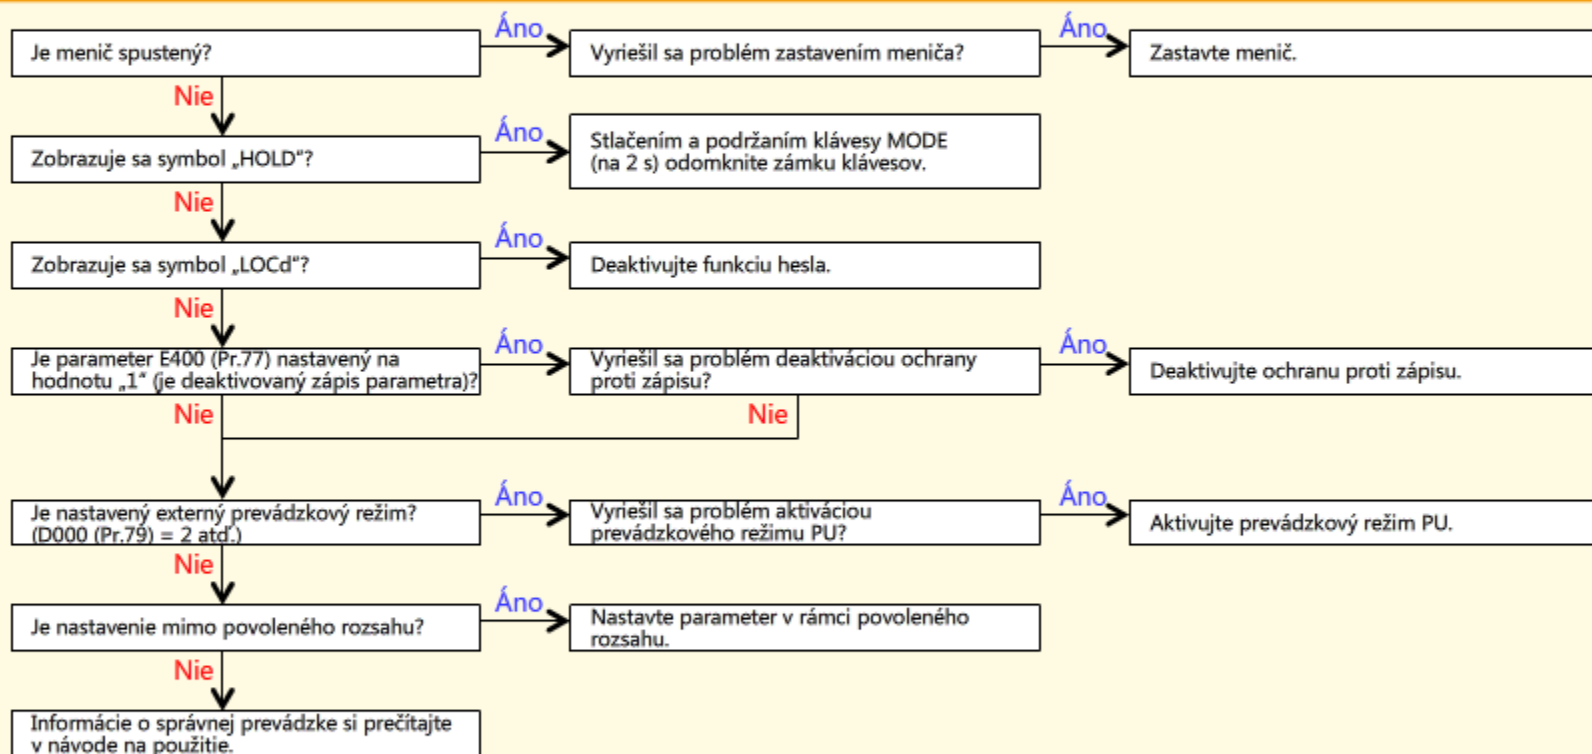 Je menič spustený?
Áno
Vyriešil sa problém zastavením meniča?
Áno
Zastavte menič.
Nie
Zobrazuje sa symbol „HOLD“?
Áno
Stlačením a podržaním klávesy MODE
(na 2 s) odomknite zámku klávesov.
Nie
Zobrazuje sa symbol „LOCd“?
Áno
Deaktivujte funkciu hesla.
Nie
Je parameter E400 (Pr.77) nastavený na
hodnotu „1“ (je deaktivovaný zápis parametra)?
Áno
Vyriešil sa problém deaktiváciou ochrany
proti zápisu?
Áno
Deaktivujte ochranu proti zápisu.
Nie
Nie
Je nastavený externý prevádzkový režim?
(D000 (Pr.79) = 2 atď.)
Áno
Vyriešil sa problém aktiváciou
prevádzkového režimu PU?
Áno
Aktivujte prevádzkový režim PU.
Nie
Je nastavenie mimo povoleného rozsahu?
Áno
Nastavte parameter v rámci povoleného
rozsahu.
Nie
Informácie o správnej prevádzke si prečítajte
v návode na použitie.